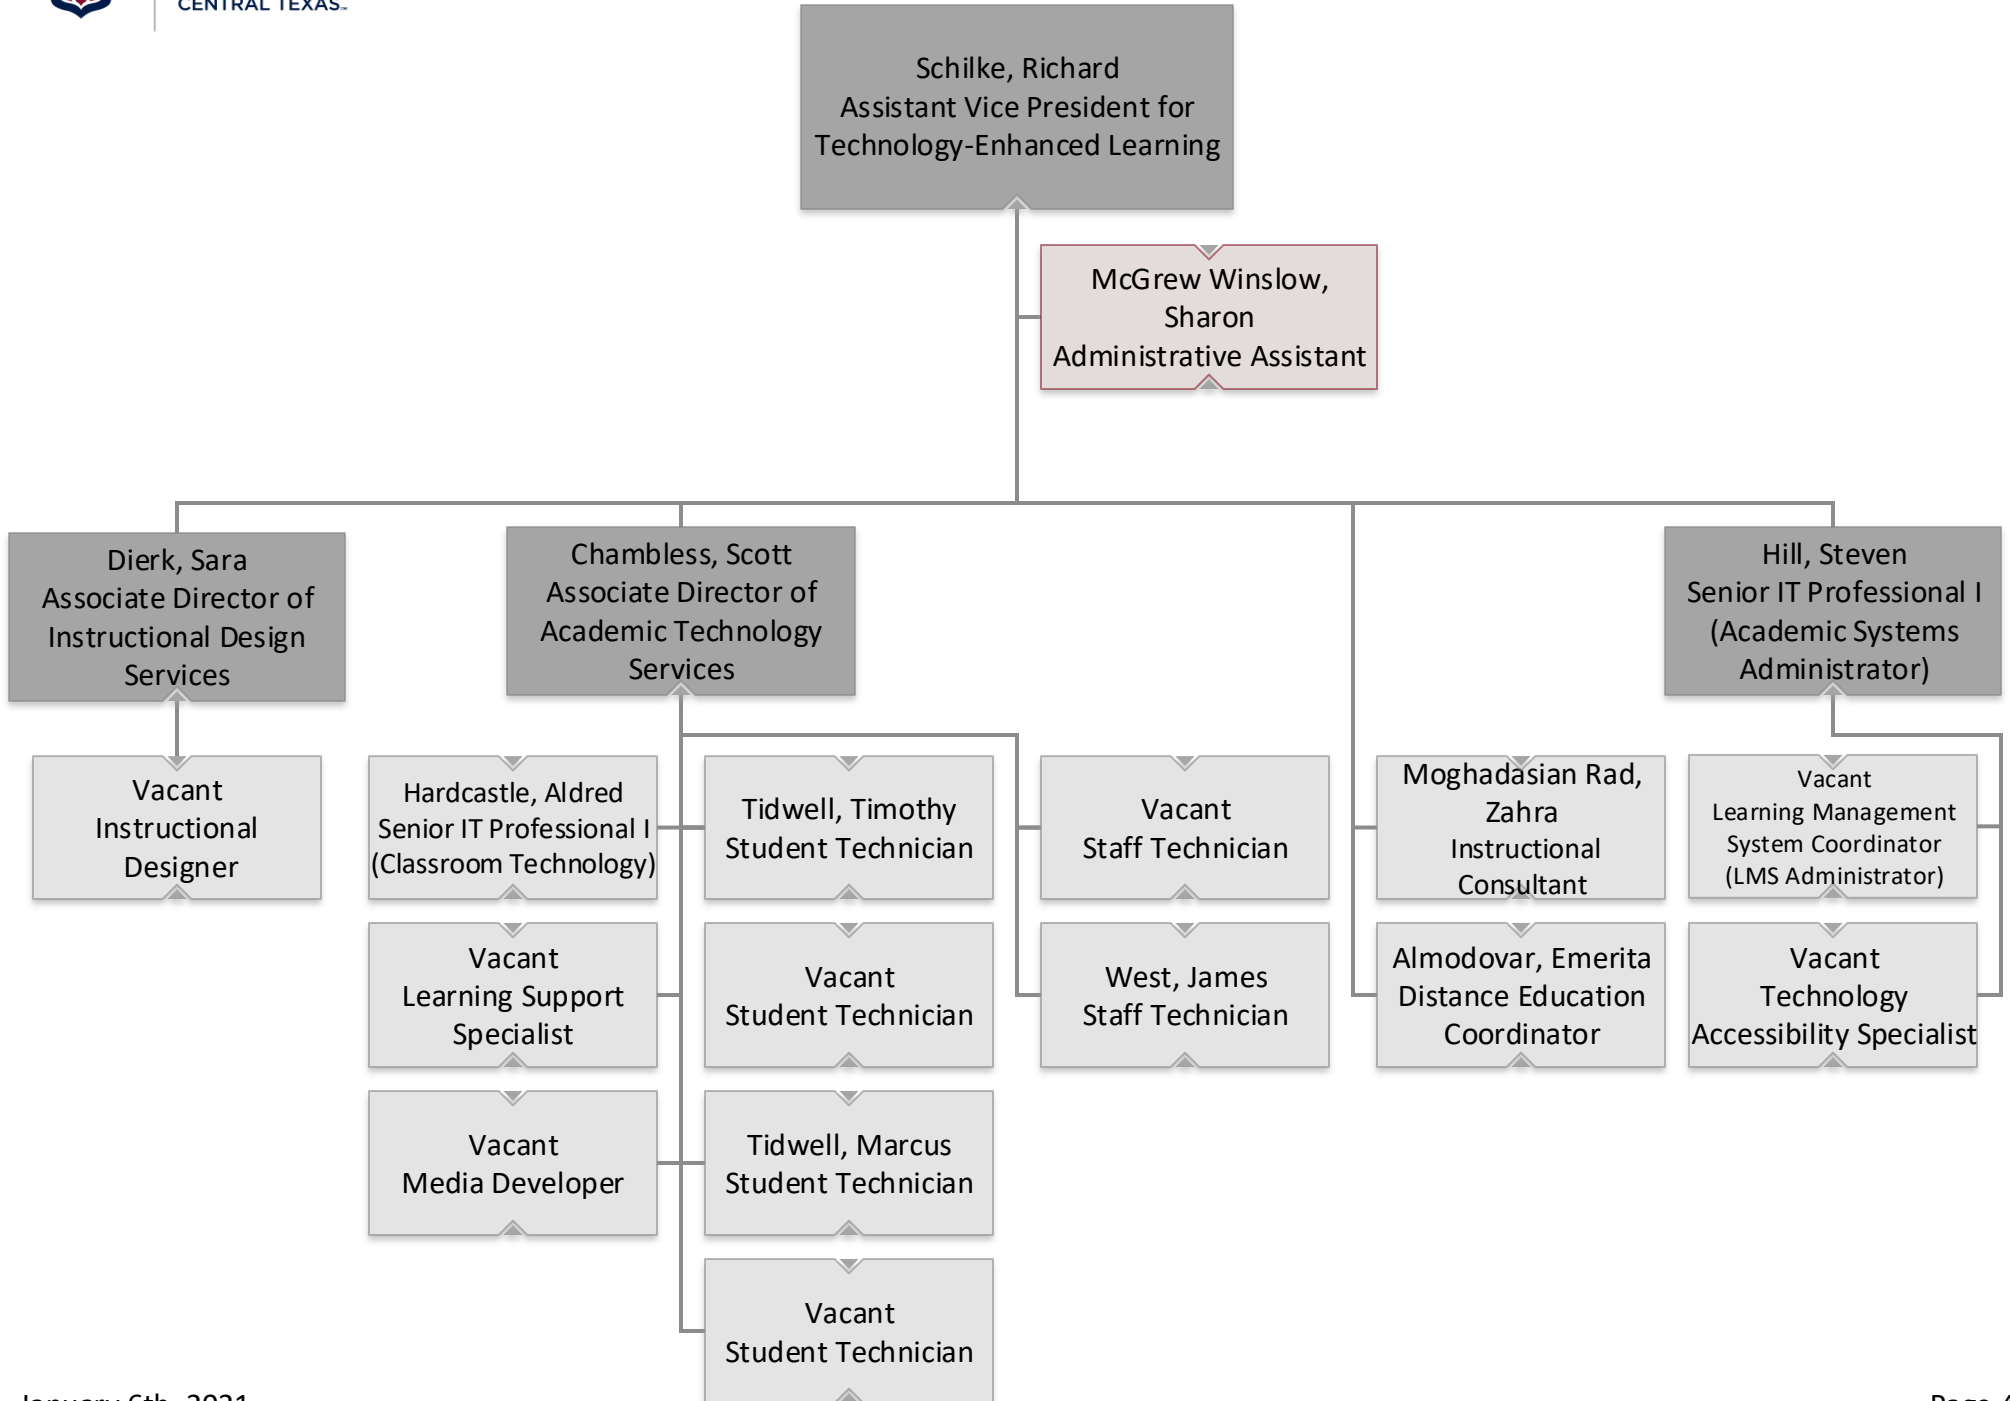 CENTRAL TEXAS™
Schilke, Richard
Assistant Vice President for
Technology-Enhanced Learning
McGrew Winslow,
Sharon
Administrative Assistant
Dierk, Sara
Associate Director of
Instructional Design
Services
Chambless, Scott
Associate Director of
Academic Technology
Services
Hill, Steven
Senior IT Professional I
(Academic Systems
Administrator)
Vacant
Instructional
Designer
Hardcastle, Aldred
Senior IT Professional I
(Classroom Technology)
Tidwell, Timothy
Student Technician
Vacant
Staff Technician
Moghadasian Rad,
Zahra
Instructional
Consultant
Vacant
Learning Management
System Coordinator
(LMS Administrator)
Vacant
Learning Support
Specialist
Vacant
Student Technician
West, James
Staff Technician
Almodovar, Emerita
Distance Education
Coordinator
Vacant
Technology
Accessibility Specialist
Vacant
Media Developer
Tidwell, Marcus
Student Technician
Vacant
Student Technician
January 6th, 2021
Page